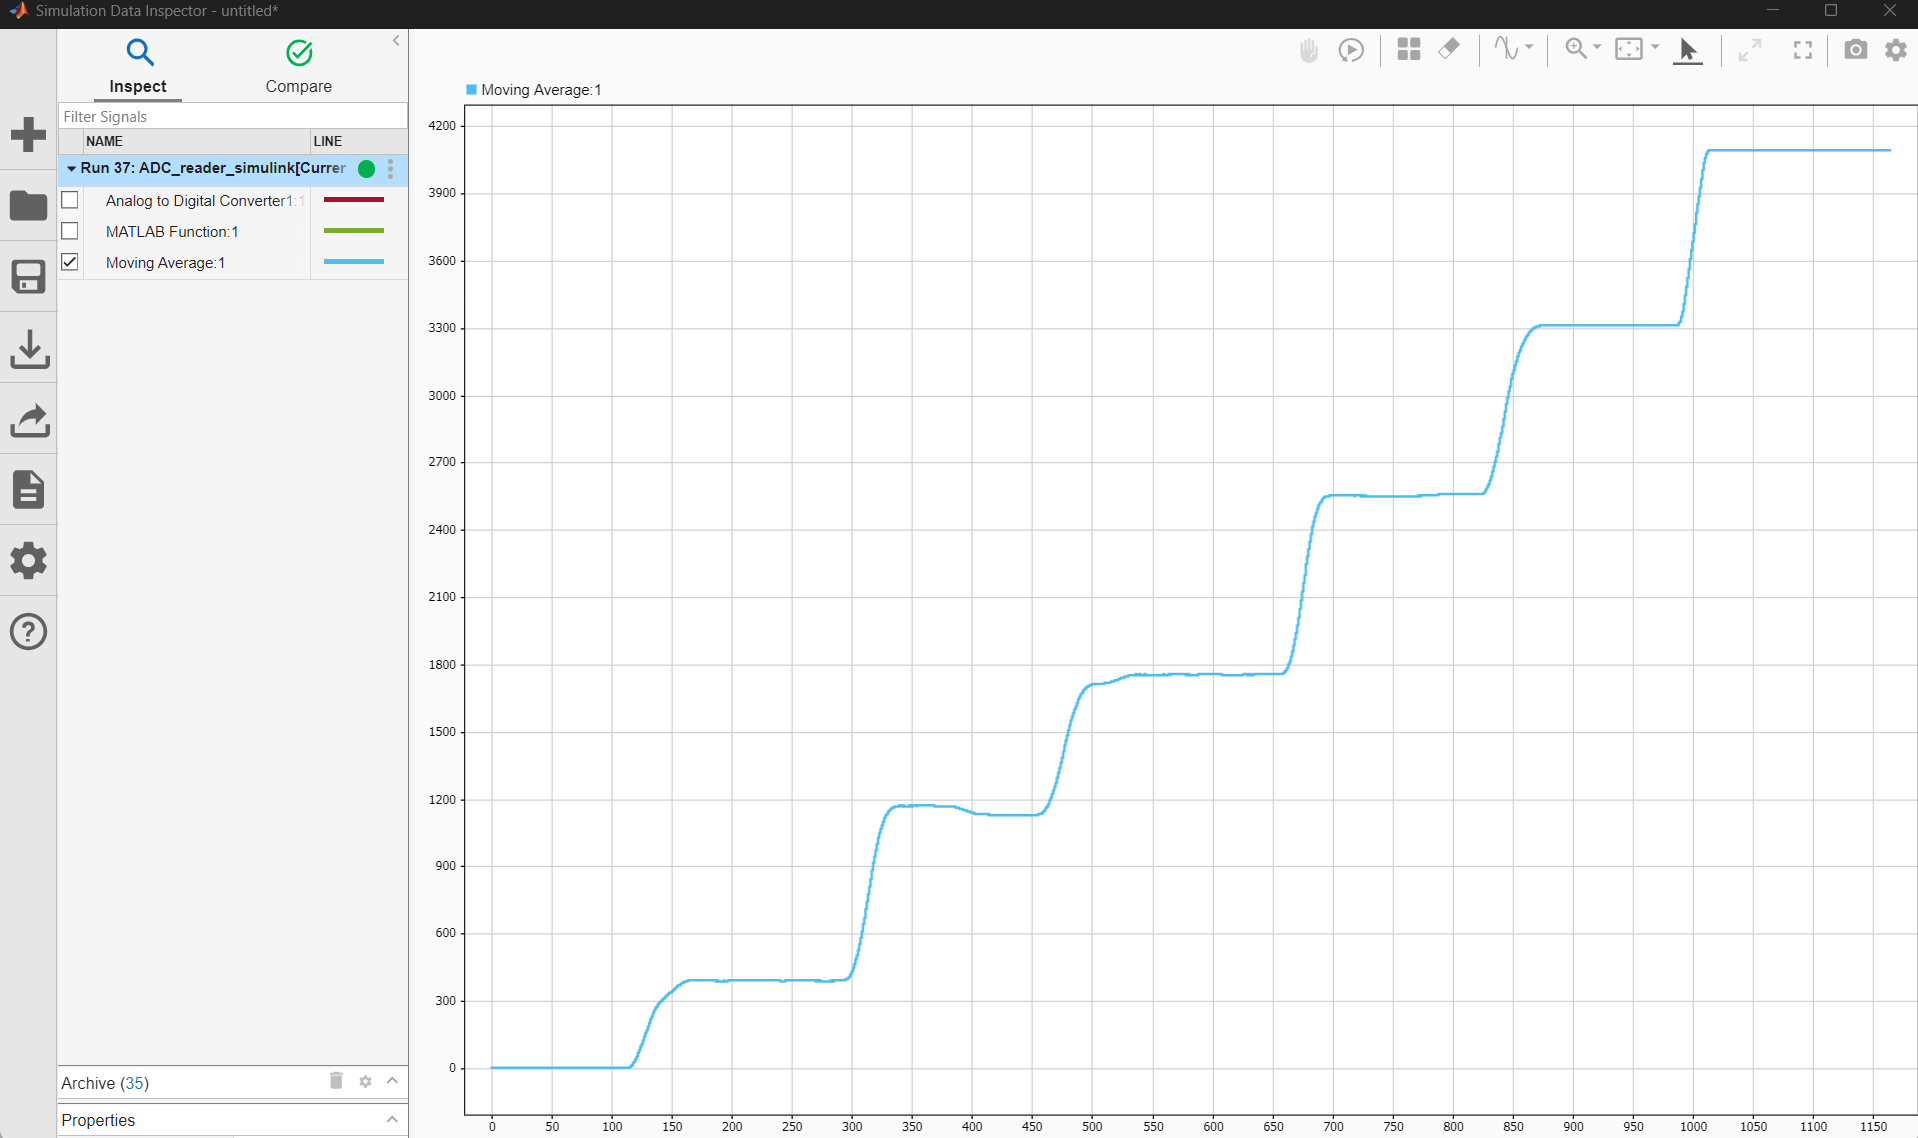 Simulation Data Inspector - untitled*
Inspect
Compare
Filter Signals
NAME
LINE
Run 37: ADC_reader_simulink[Currer
Analog to Digital Converter1:1
MATLAB Function:1
Moving Average:1
Archive (35)
Properties
Moving Average:1
4200
3900
3600
3300
3000
2700
2400
2100
1800
1500
1200
900
600
300
0
0 50 100 150 200 250 300 350 400 450 500 550 600 650 700 750 800 850 900 950 1000 1050 1100 1150